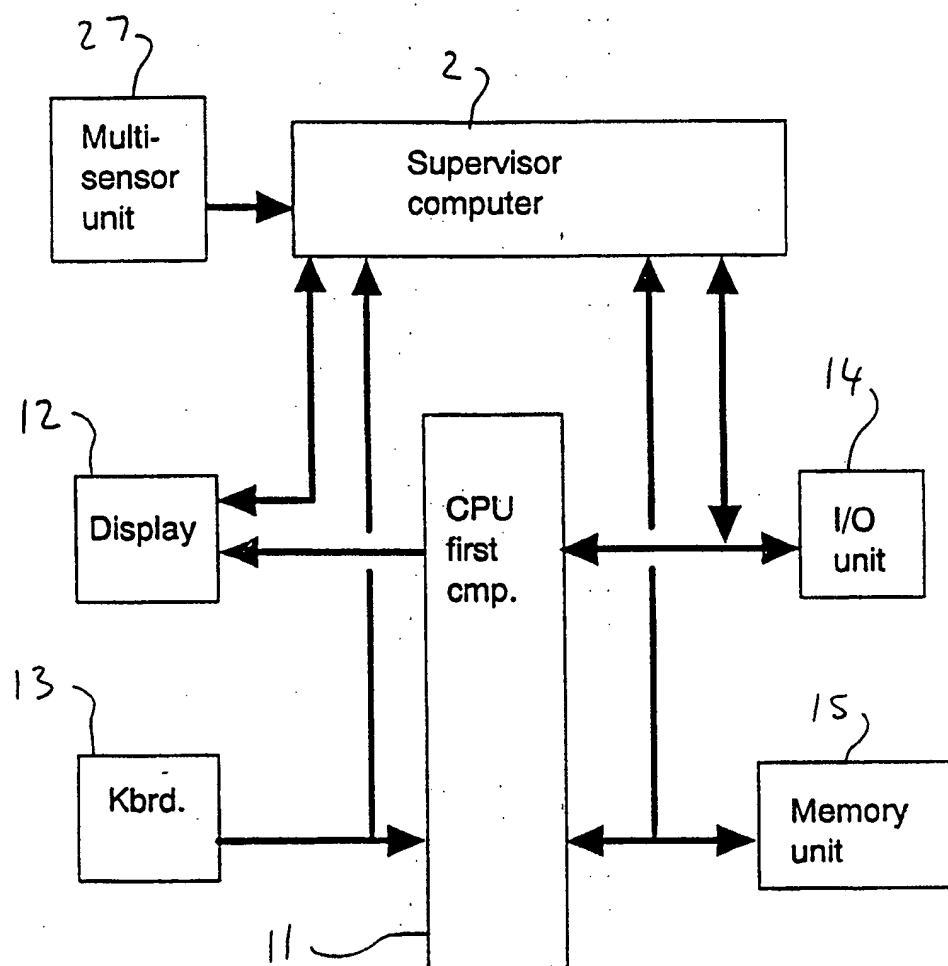 27
2
Multi-
sensor
unit
Supervisor
computer
12
14
Display
CPU
first
cmp.
I/O
unit
13
15
Kbrd.
Memory
unit
11